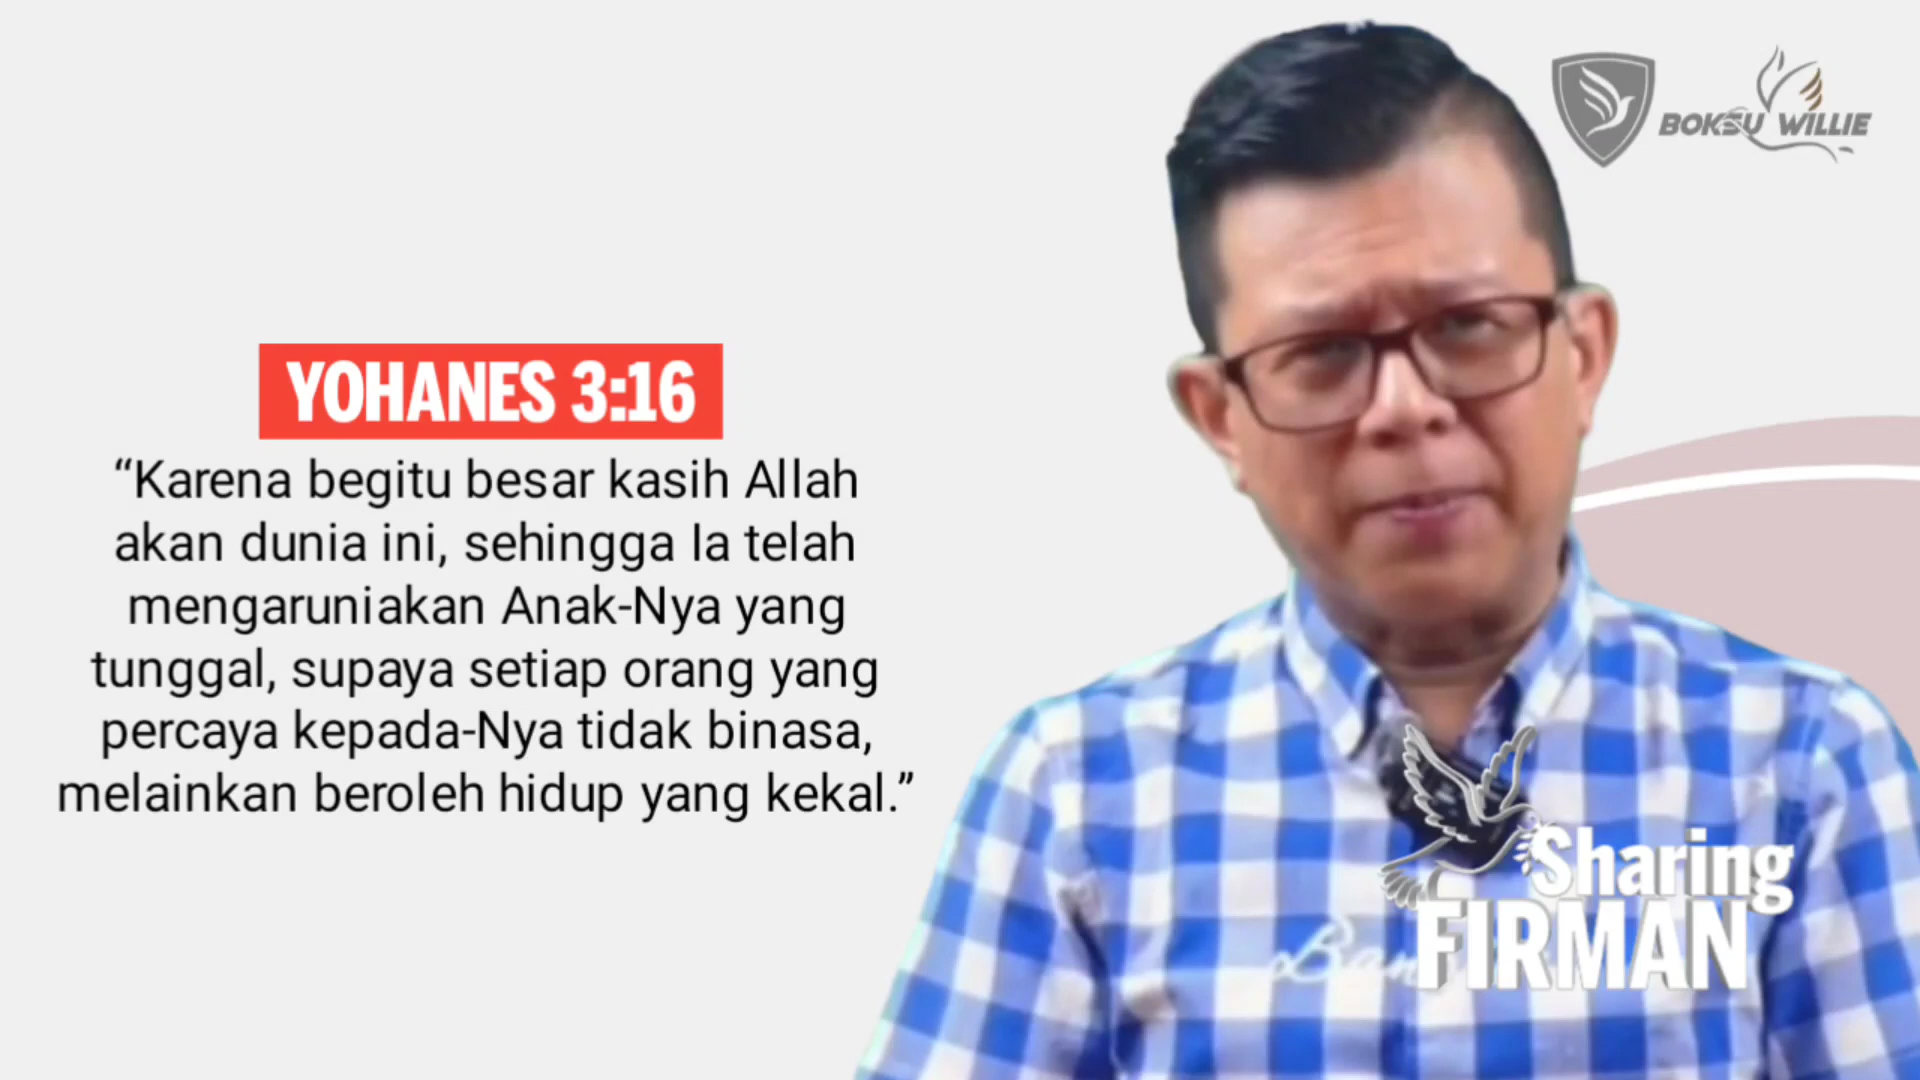 BOKSU WILLIE
YOHANES 3:16
“Karena begitu besar kasih Allah
akan dunia ini, sehingga Ia telah
mengaruniakan Anak-Nya yang
tunggal, supaya setiap orang yang
percaya kepada-Nya tidak binasa,
melainkan beroleh hidup yang kekal.”
Sharing
FIRMAN